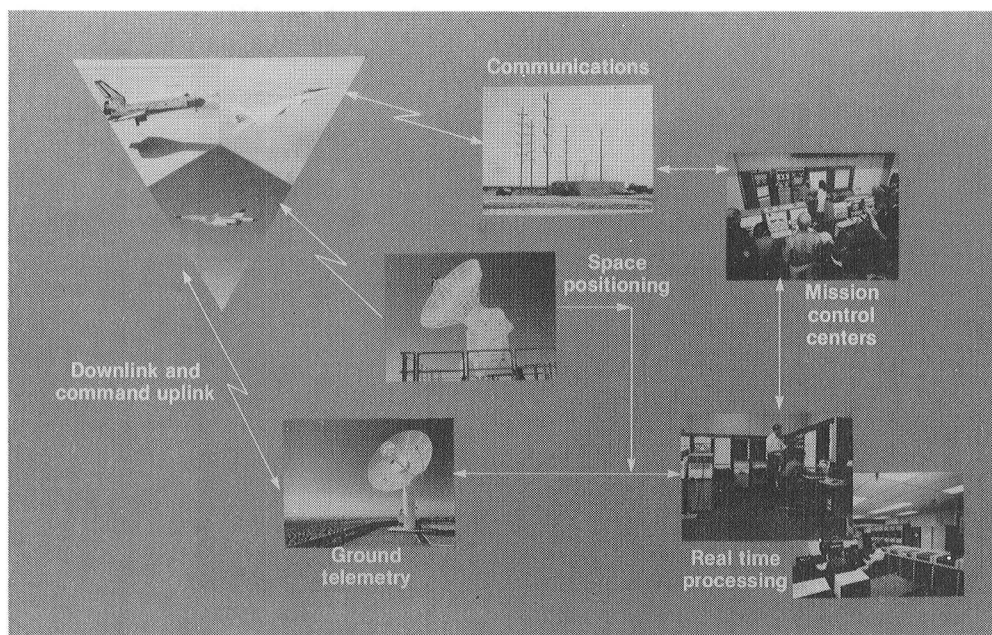 Communications
Space
positioning
Mission
control
centers
Downlink and
command uplink
Ground
telemetry
Real time
processing